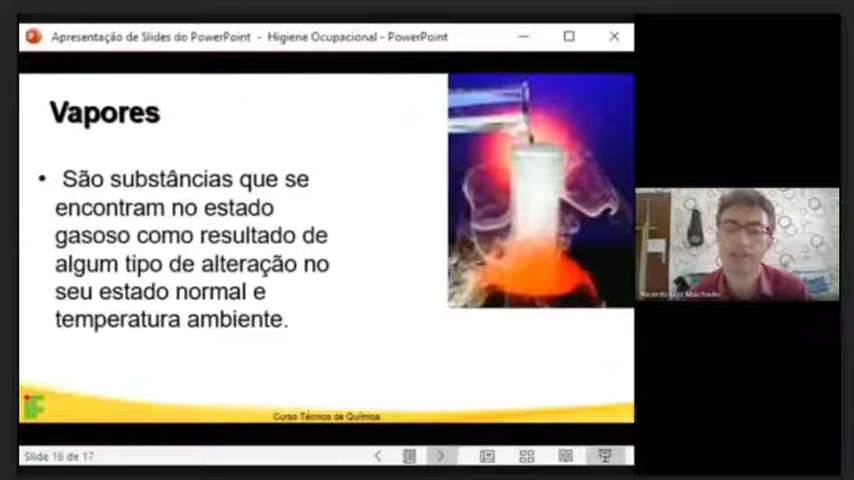 Apresentação de Slides do PowerPoint - Higiene Ocupacional - PowerPoint
Vapores
• São substâncias que se
encontram no estado
gasoso como resultado de
algum tipo de alteração no
seu estado normal e
temperatura ambiente.
Ricardo Luiz Machado
Curso Técnico de Química
Slide 16 de 17